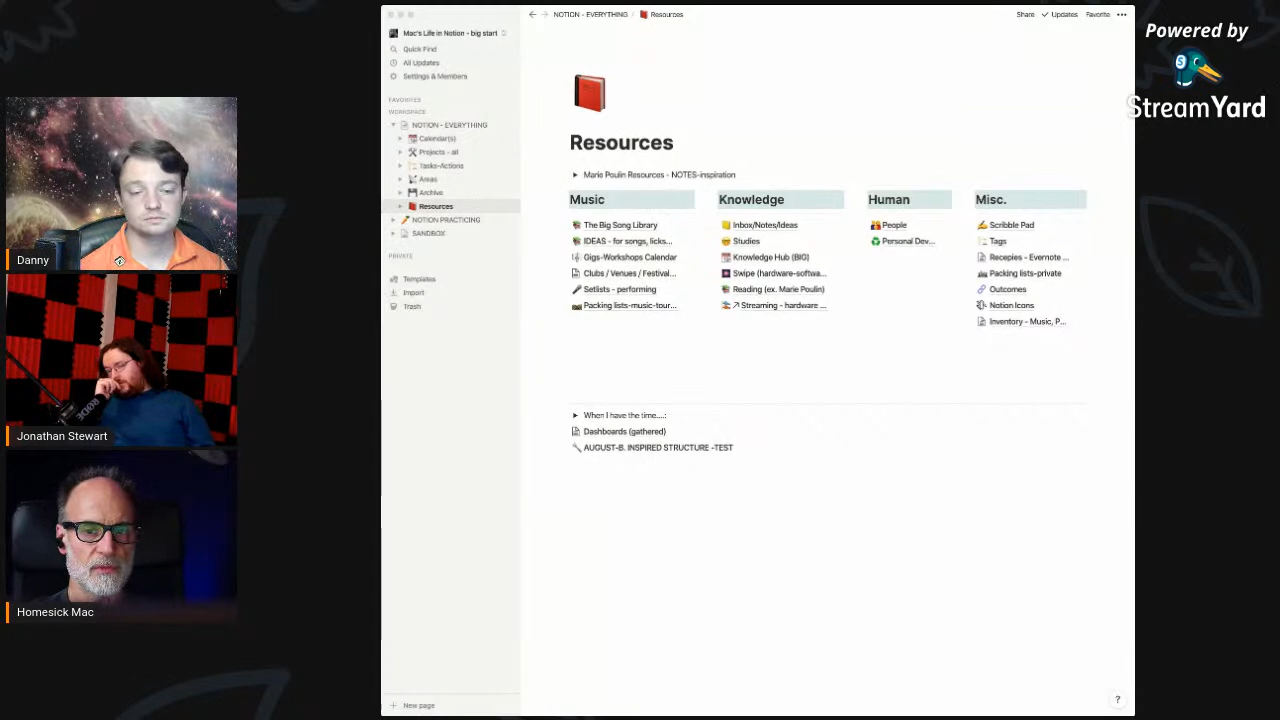 Powered by
StreamYard
Danny
Jonathan Stewart
RODE
Homesick Mac
Mac's Life in Notion - big start
Quick Find
All Updates
Settings & Members
FAVORITES
WORKSPACE
NOTION - EVERYTHING
Calendar(s)
Projects - all
Tasks-Actions
Areas
Archive
Resources
NOTION PRACTICING
SANDBOX
PRIVATE
Templates
Import
Trash
New page
NOTION - EVERYTHING / Resources
Share
Updates
Favorite
Resources
Marie Poulin Resources - NOTES-inspiration
Music
The Big Song Library
IDEAS - for songs, licks...
Gigs-Workshops Calendar
Clubs / Venues / Festival...
Setlists - performing
Packing lists-music-tour...
Knowledge
Inbox/Notes/Ideas
Studies
Knowledge Hub (BIG)
Swipe (hardware-softwa...
Reading (ex. Marie Poulin)
Streaming - hardware ...
Human
People
Personal Dev...
Misc.
Scribble Pad
Tags
Recepies - Evernote ...
Packing lists-private
Outcomes
Notion Icons
Inventory - Music, P...
When I have the time....:
Dashboards (gathered)
AUGUST-B. INSPIRED STRUCTURE -TEST
?